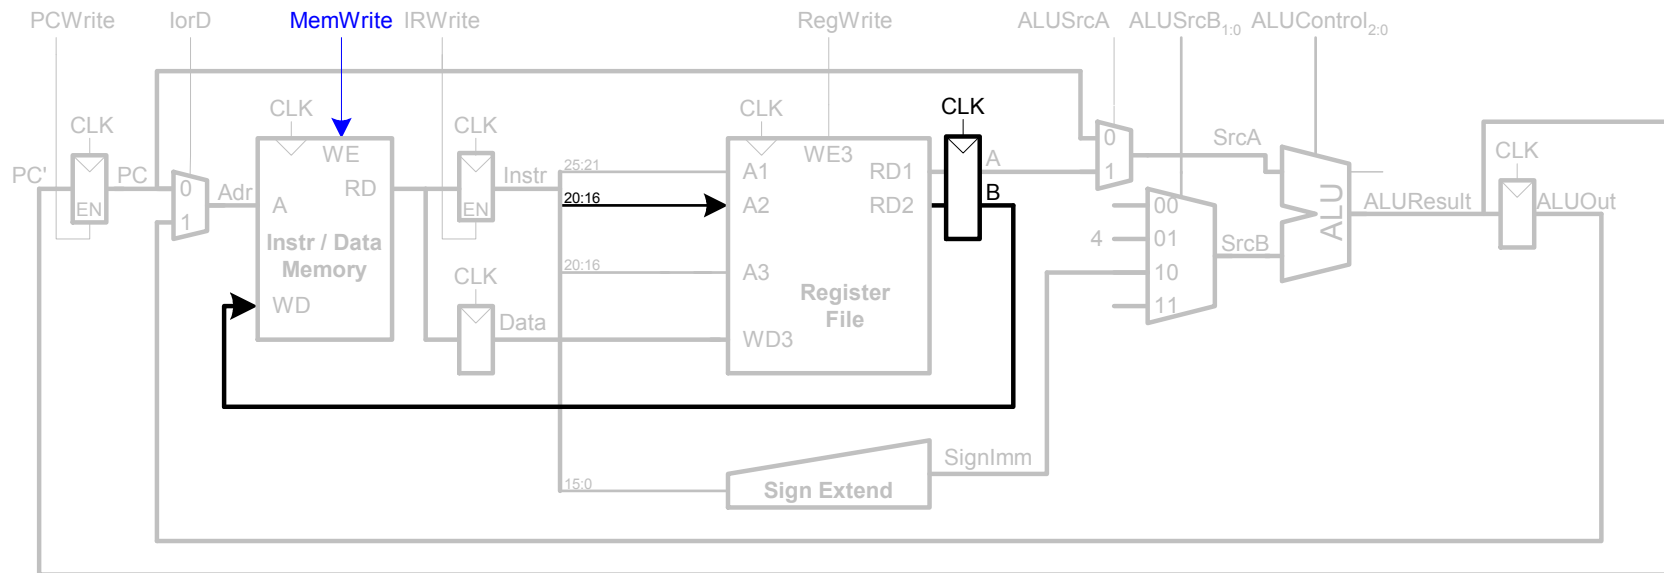 PCWrite IorD MemWrite IRWrite RegWrite ALUSrcA ALUSrcB1:0 ALUControl2:0
CLK CLK CLK CLK CLK CLK CLK
PC' PC EN 0 1 Adr
WE
RD
A
Instr / Data
Memory
WD
EN
Instr
CLK
Data
25:21
20:16
20:16
15:0
WE3
A1 RD1
A2 RD2
A3
Register
File
WD3
A
B
Sign Extend
SignImm
0
1
SrcA
00
4 01
10
11
SrcB
ALU
ALUResult
ALUOut